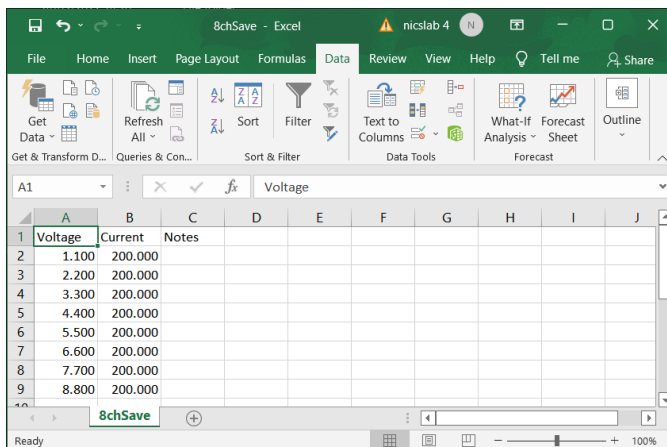 8chSave - Excel
nicslab 4
N
File Home Insert Page Layout Formulas Data Review View Help Tell me Share
Get Data
Refresh All
Sort
Filter
Text to Columns
What-If Analysis
Forecast Sheet
Outline
Get & Transform D... Queries & Con... Sort & Filter Data Tools Forecast
A1 fx Voltage
A B C D E F G H I J
1 Voltage Current Notes
2 1.100 200.000
3 2.200 200.000
4 3.300 200.000
5 4.400 200.000
6 5.500 200.000
7 6.600 200.000
8 7.700 200.000
9 8.800 200.000
8chSave
Ready 100%